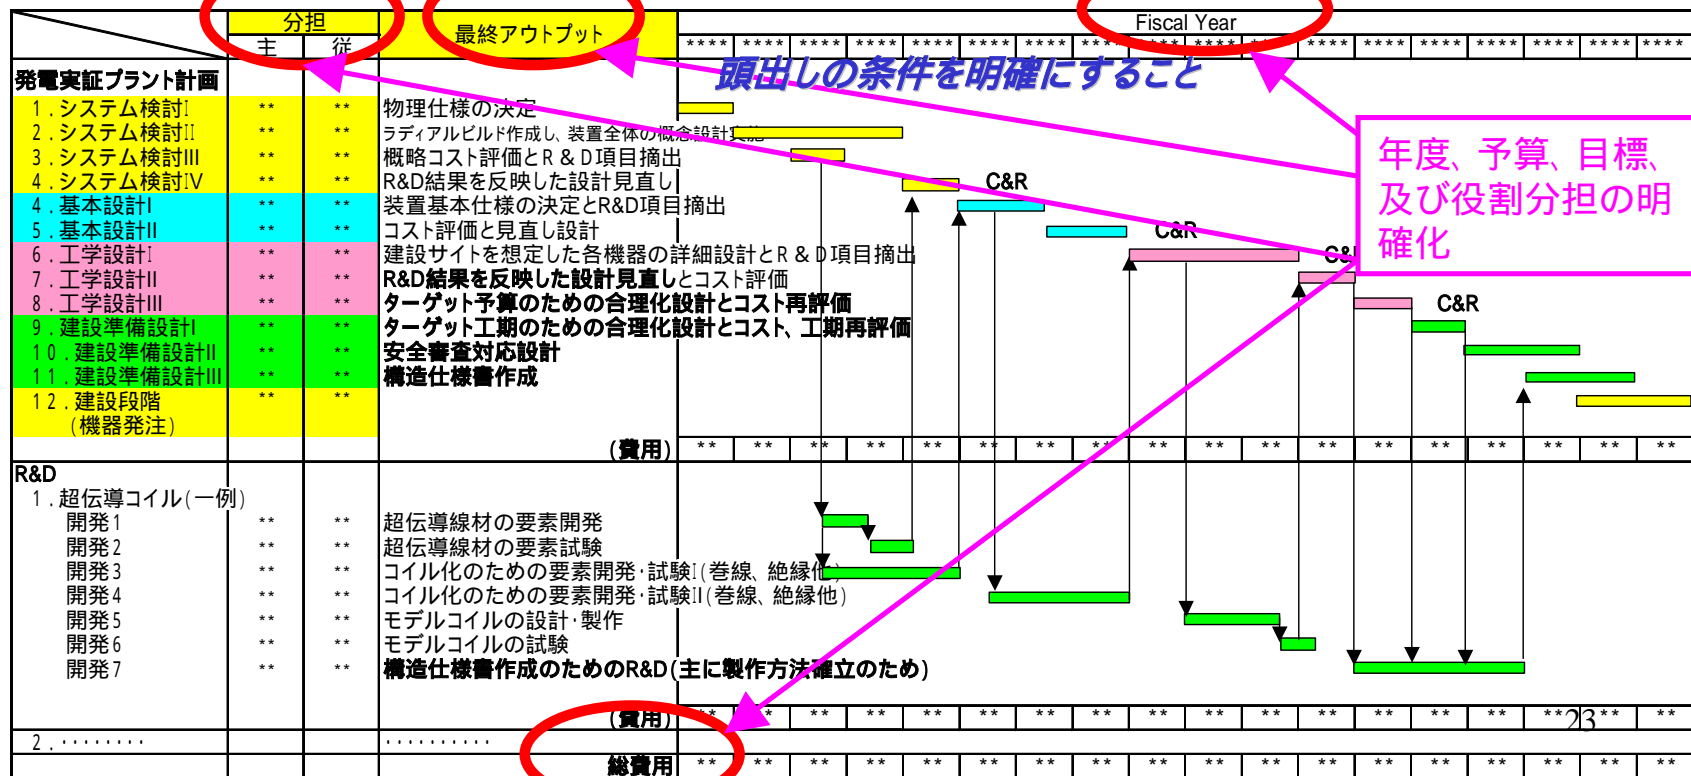 分担 最終アウトプット Fiscal Year
主 従 **** **** **** **** **** **** **** **** **** **** **** **** **** **** **** **** **** ****
発電実証プラント計画
頭出しの条件を明確にすること
1.システム検討I ** ** 物理仕様の決定
2.システム検討II ** ** ラディアルビルド作成し、装置全体の概念設計実施
3.システム検討III ** **概略コスト評価とR&D項目摘出
4.システム検討IV ** ** R&D結果を反映した設計見直し C&R
4.基本設計I ** ** 装置基本仕様の決定とR&D項目摘出
5.基本設計II ** ** コスト評価と見直し設計 C&R
6.工学設計I ** ** 建設サイトを想定した各機器の詳細設計とR&D項目摘出 C&R
7.工学設計II ** ** R&D結果を反映した設計見直しとコスト評価
8.工学設計III ** ** ターゲット予算のための合理化設計とコスト再評価 C&R
9.建設準備設計I ** ** ターゲット工期のための合理化設計とコスト、工期再評価
10.建設準備設計II ** ** 安全審査対応設計
11.建設準備設計III ** ** 構造仕様書作成
12.建設段階 ** **
(機器発注)
年度、予算、目標、
及び役割分担の明
確化
(費用) ** ** ** ** ** ** ** ** ** ** ** ** ** ** ** ** ** **
R&D
1.超伝導コイル(一例)
開発1 ** ** 超伝導線材の要素開発
開発2 ** ** 超伝導線材の要素試験
開発3 ** ** コイル化のための要素開発・試験I(巻線、絶縁他)
開発4 ** ** コイル化のための要素開発・試験II(巻線、絶縁他)
開発5 ** ** モデルコイルの設計・製作
開発6 ** ** モデルコイルの試験
開発7 ** ** 構造仕様書作成のためのR&D(主に製作方法確立のため)
(費用) ** ** ** ** ** ** ** ** ** ** ** ** ** ** ** ** ** **
23
2.········ ··········
総費用 ** ** ** ** ** ** ** ** ** ** ** ** ** ** ** ** ** **